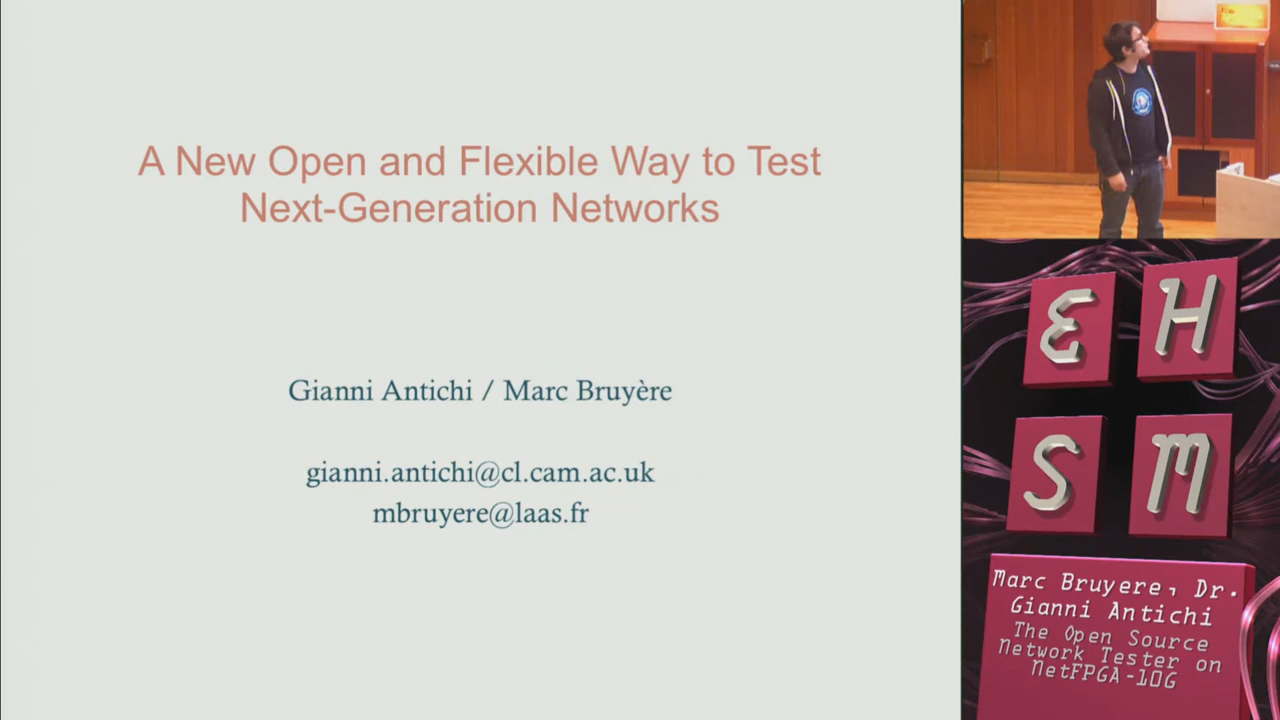 A New Open and Flexible Way to Test
Next-Generation Networks
Gianni Antichi / Marc Bruyère
gianni.antichi@cl.cam.ac.uk
mbruyere@laas.fr
E H
S M
Marc Bruyere, Dr.
Gianni Antichi
The Open Source
Network Tester on
NetFPGA-10G